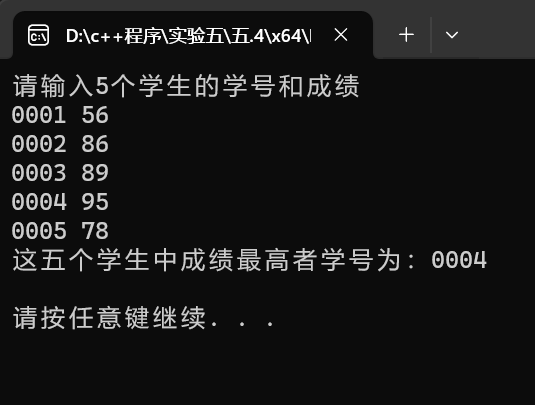 D:\c++程序\实验五\五.4\x64\
请输入5个学生的学号和成绩
0001 56
0002 86
0003 89
0004 95
0005 78
这五个学生中成绩最高者学号为：0004
请按任意键继续. . .